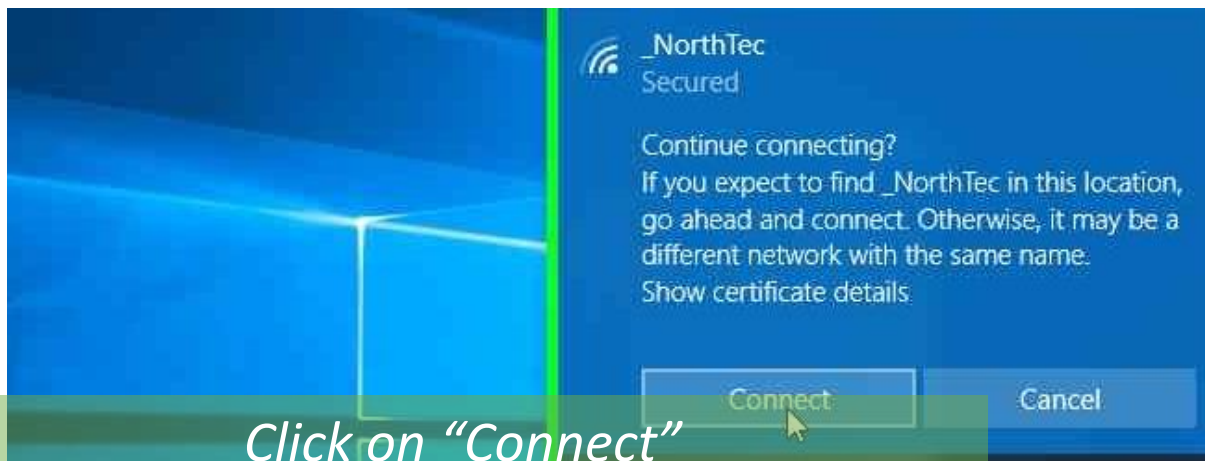 _NorthTec
Secured
Continue connecting?
If you expect to find _NorthTec in this location,
go ahead and connect. Otherwise, it may be a
different network with the same name.
Show certificate details
Connect
Cancel
Click on “Connect”